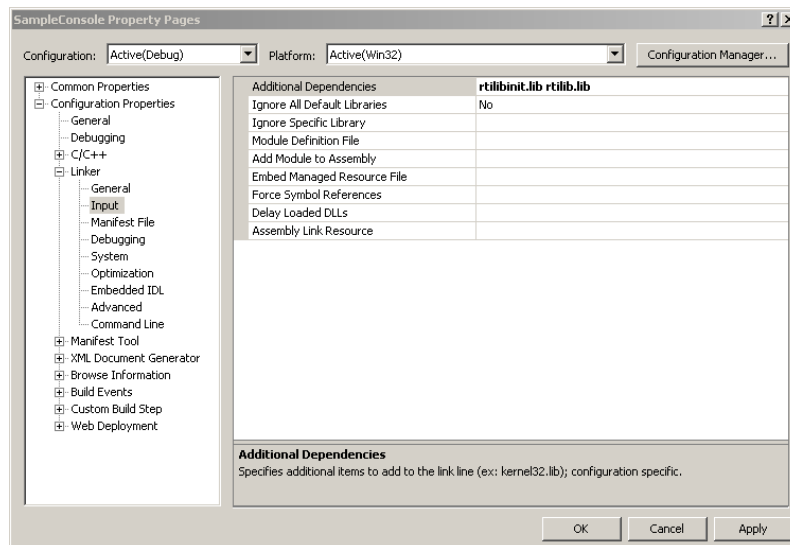 SampleConsole Property Pages
Configuration: Active(Debug) Platform: Active(Win32) Configuration Manager...
Common Properties
Configuration Properties
General
Debugging
C/C++
Linker
General
Input
Manifest File
Debugging
System
Optimization
Embedded IDL
Advanced
Command Line
Manifest Tool
XML Document Generator
Browse Information
Build Events
Custom Build Step
Web Deployment
Additional Dependencies rtilibinit.lib rtilib.lib
Ignore All Default Libraries No
Ignore Specific Library
Module Definition File
Add Module to Assembly
Embed Managed Resource File
Force Symbol References
Delay Loaded DLLs
Assembly Link Resource
Additional Dependencies
Specifies additional items to add to the link line (ex: kernel32.lib); configuration specific.
OK Cancel Apply